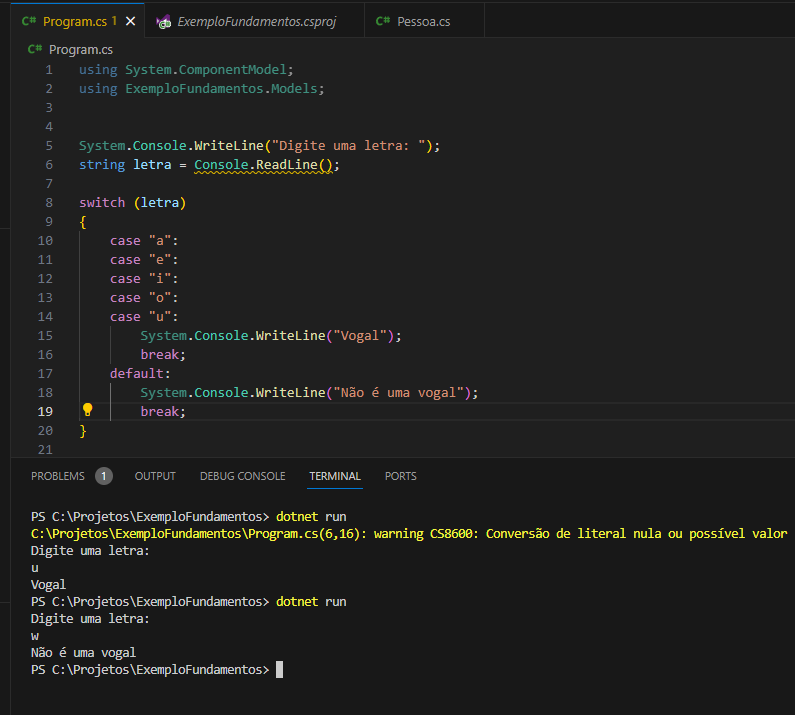 C# Program.cs 1 ✕ ExemploFundamentos.csproj C# Pessoa.cs
C# Program.cs
1 using System.ComponentModel;
2 using ExemploFundamentos.Models;
3
4
5 System.Console.WriteLine("Digite uma letra: ");
6 string letra = Console.ReadLine();
7
8 switch (letra)
9 {
10 case "a":
11 case "e":
12 case "i":
13 case "o":
14 case "u":
15 System.Console.WriteLine("Vogal");
16 break;
17 default:
18 System.Console.WriteLine("Não é uma vogal");
19 break;
20 }
21
PROBLEMS 1 OUTPUT DEBUG CONSOLE TERMINAL PORTS
PS C:\Projetos\ExemploFundamentos> dotnet run
C:\Projetos\ExemploFundamentos\Program.cs(6,16): warning CS8600: Conversão de literal nula ou possível valor
Digite uma letra:
u
Vogal
PS C:\Projetos\ExemploFundamentos> dotnet run
Digite uma letra:
w
Não é uma vogal
PS C:\Projetos\ExemploFundamentos>